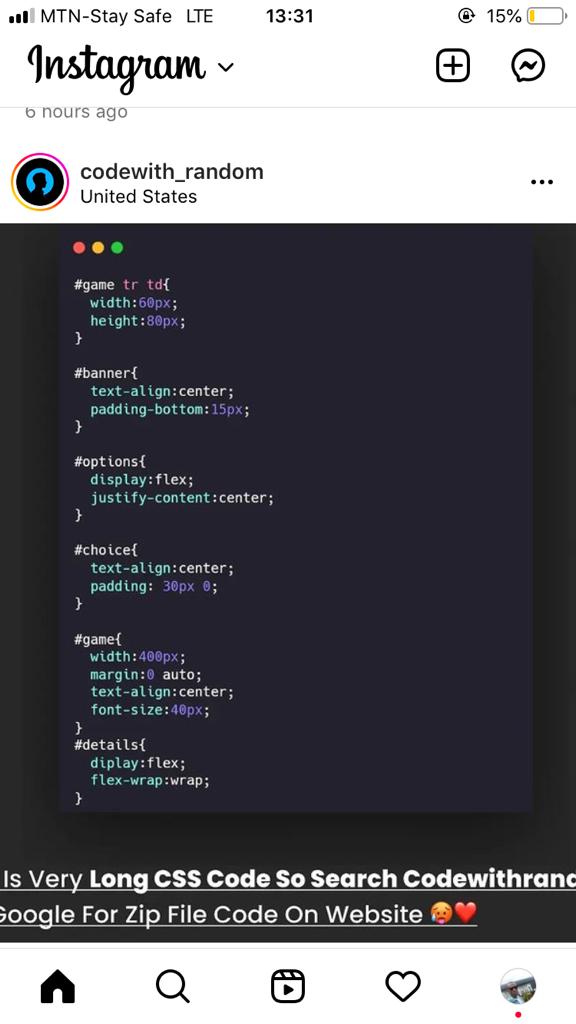 MTN-Stay Safe LTE 13:31 15%
Instagram
6 hours ago
codewith_random
United States
#game tr td{
width:60px;
height:80px;
}
#banner{
text-align:center;
padding-bottom:15px;
}
#options{
display:flex;
justify-content:center;
}
#choice{
text-align:center;
padding: 30px 0;
}
#game{
width:400px;
margin:0 auto;
text-align:center;
font-size:40px;
}
#details{
diplay:flex;
flex-wrap:wrap;
}
Is Very Long CSS Code So Search Codewithrand
Google For Zip File Code On Website 🥵❤️